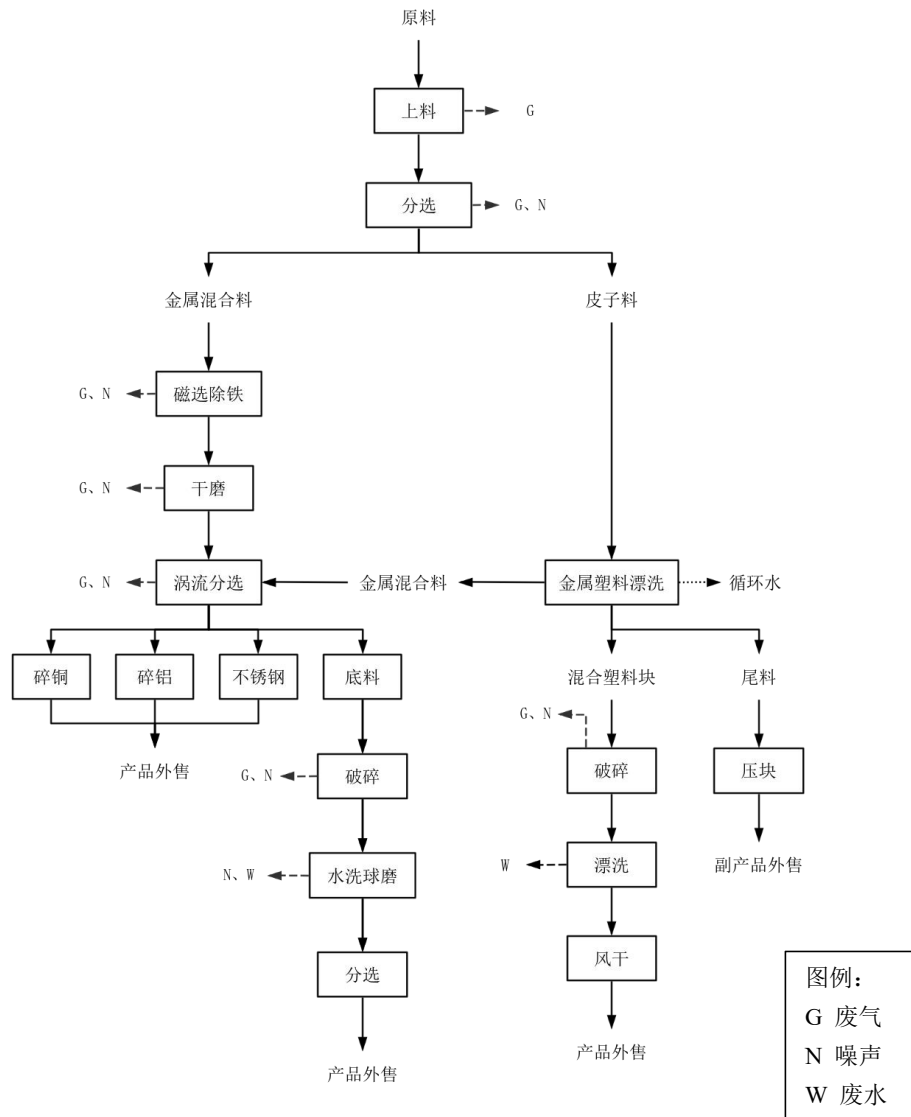 原料
上料
G
分选
G、N
金属混合料
皮子料
G、N
磁选除铁
G、N
干磨
G、N
涡流分选
金属混合料
金属塑料漂洗
循环水
碎铜
碎铝
不锈钢
底料
混合塑料块
尾料
G、N
产品外售
G、N
破碎
破碎
压块
N、W
水洗球磨
W
漂洗
副产品外售
分选
风干
产品外售
产品外售
图例：
G 废气
N 噪声
W 废水